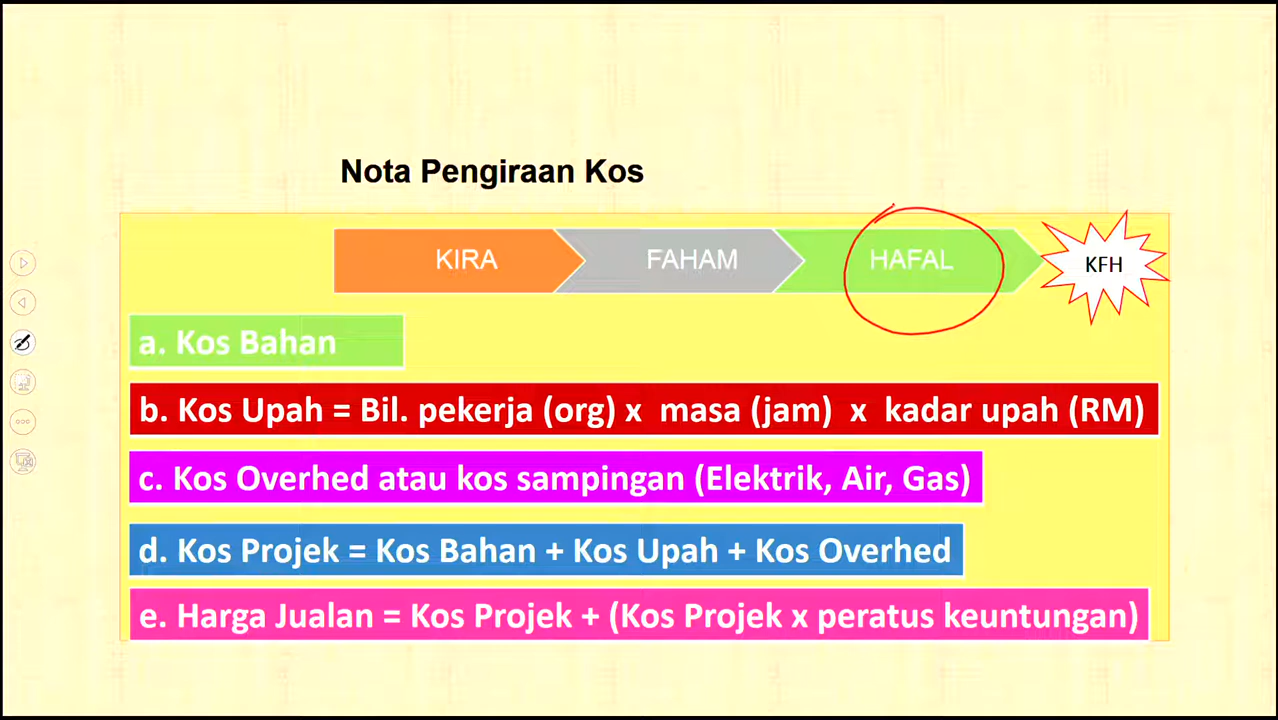 Nota Pengiraan Kos
KIRA FAHAM HAFAL KFH
a. Kos Bahan
b. Kos Upah = Bil. pekerja (org) x masa (jam) x kadar upah (RM)
c. Kos Overhed atau kos sampingan (Elektrik, Air, Gas)
d. Kos Projek = Kos Bahan + Kos Upah + Kos Overhed
e. Harga Jualan = Kos Projek + (Kos Projek x peratus keuntungan)